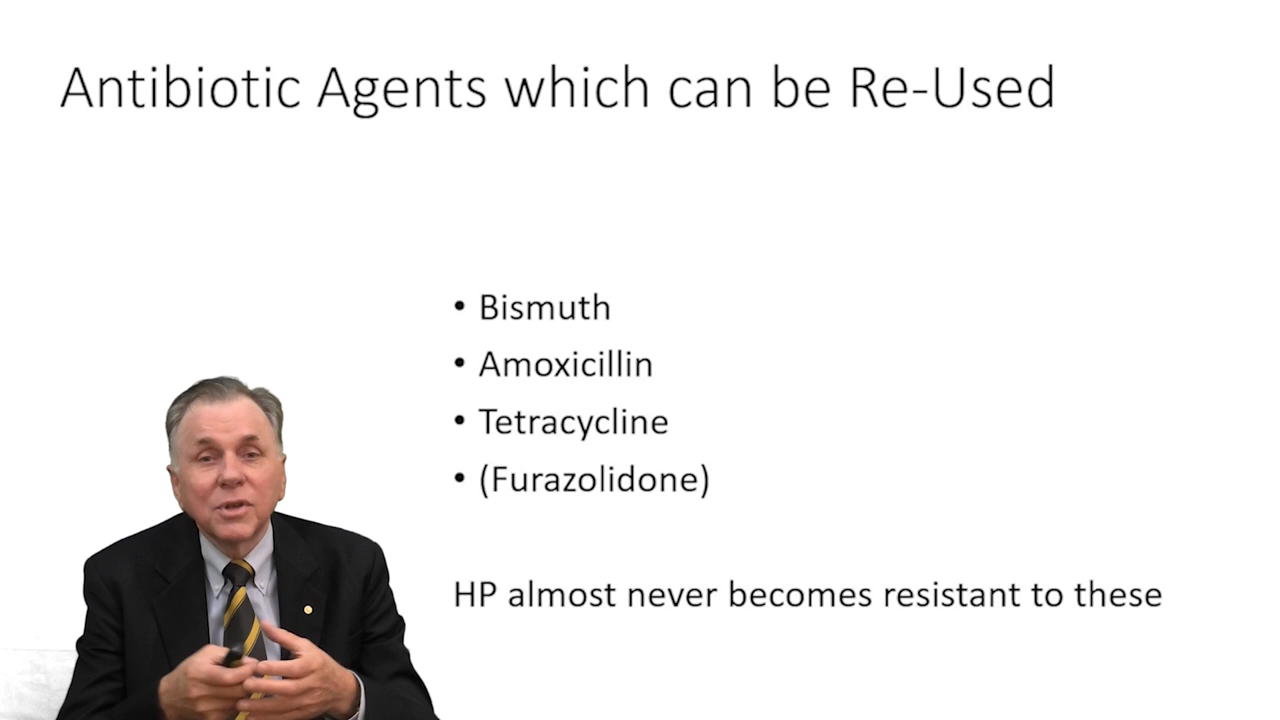 Antibiotic Agents which can be Re-Used
• Bismuth
• Amoxicillin
• Tetracycline
• (Furazolidone)
HP almost never becomes resistant to these